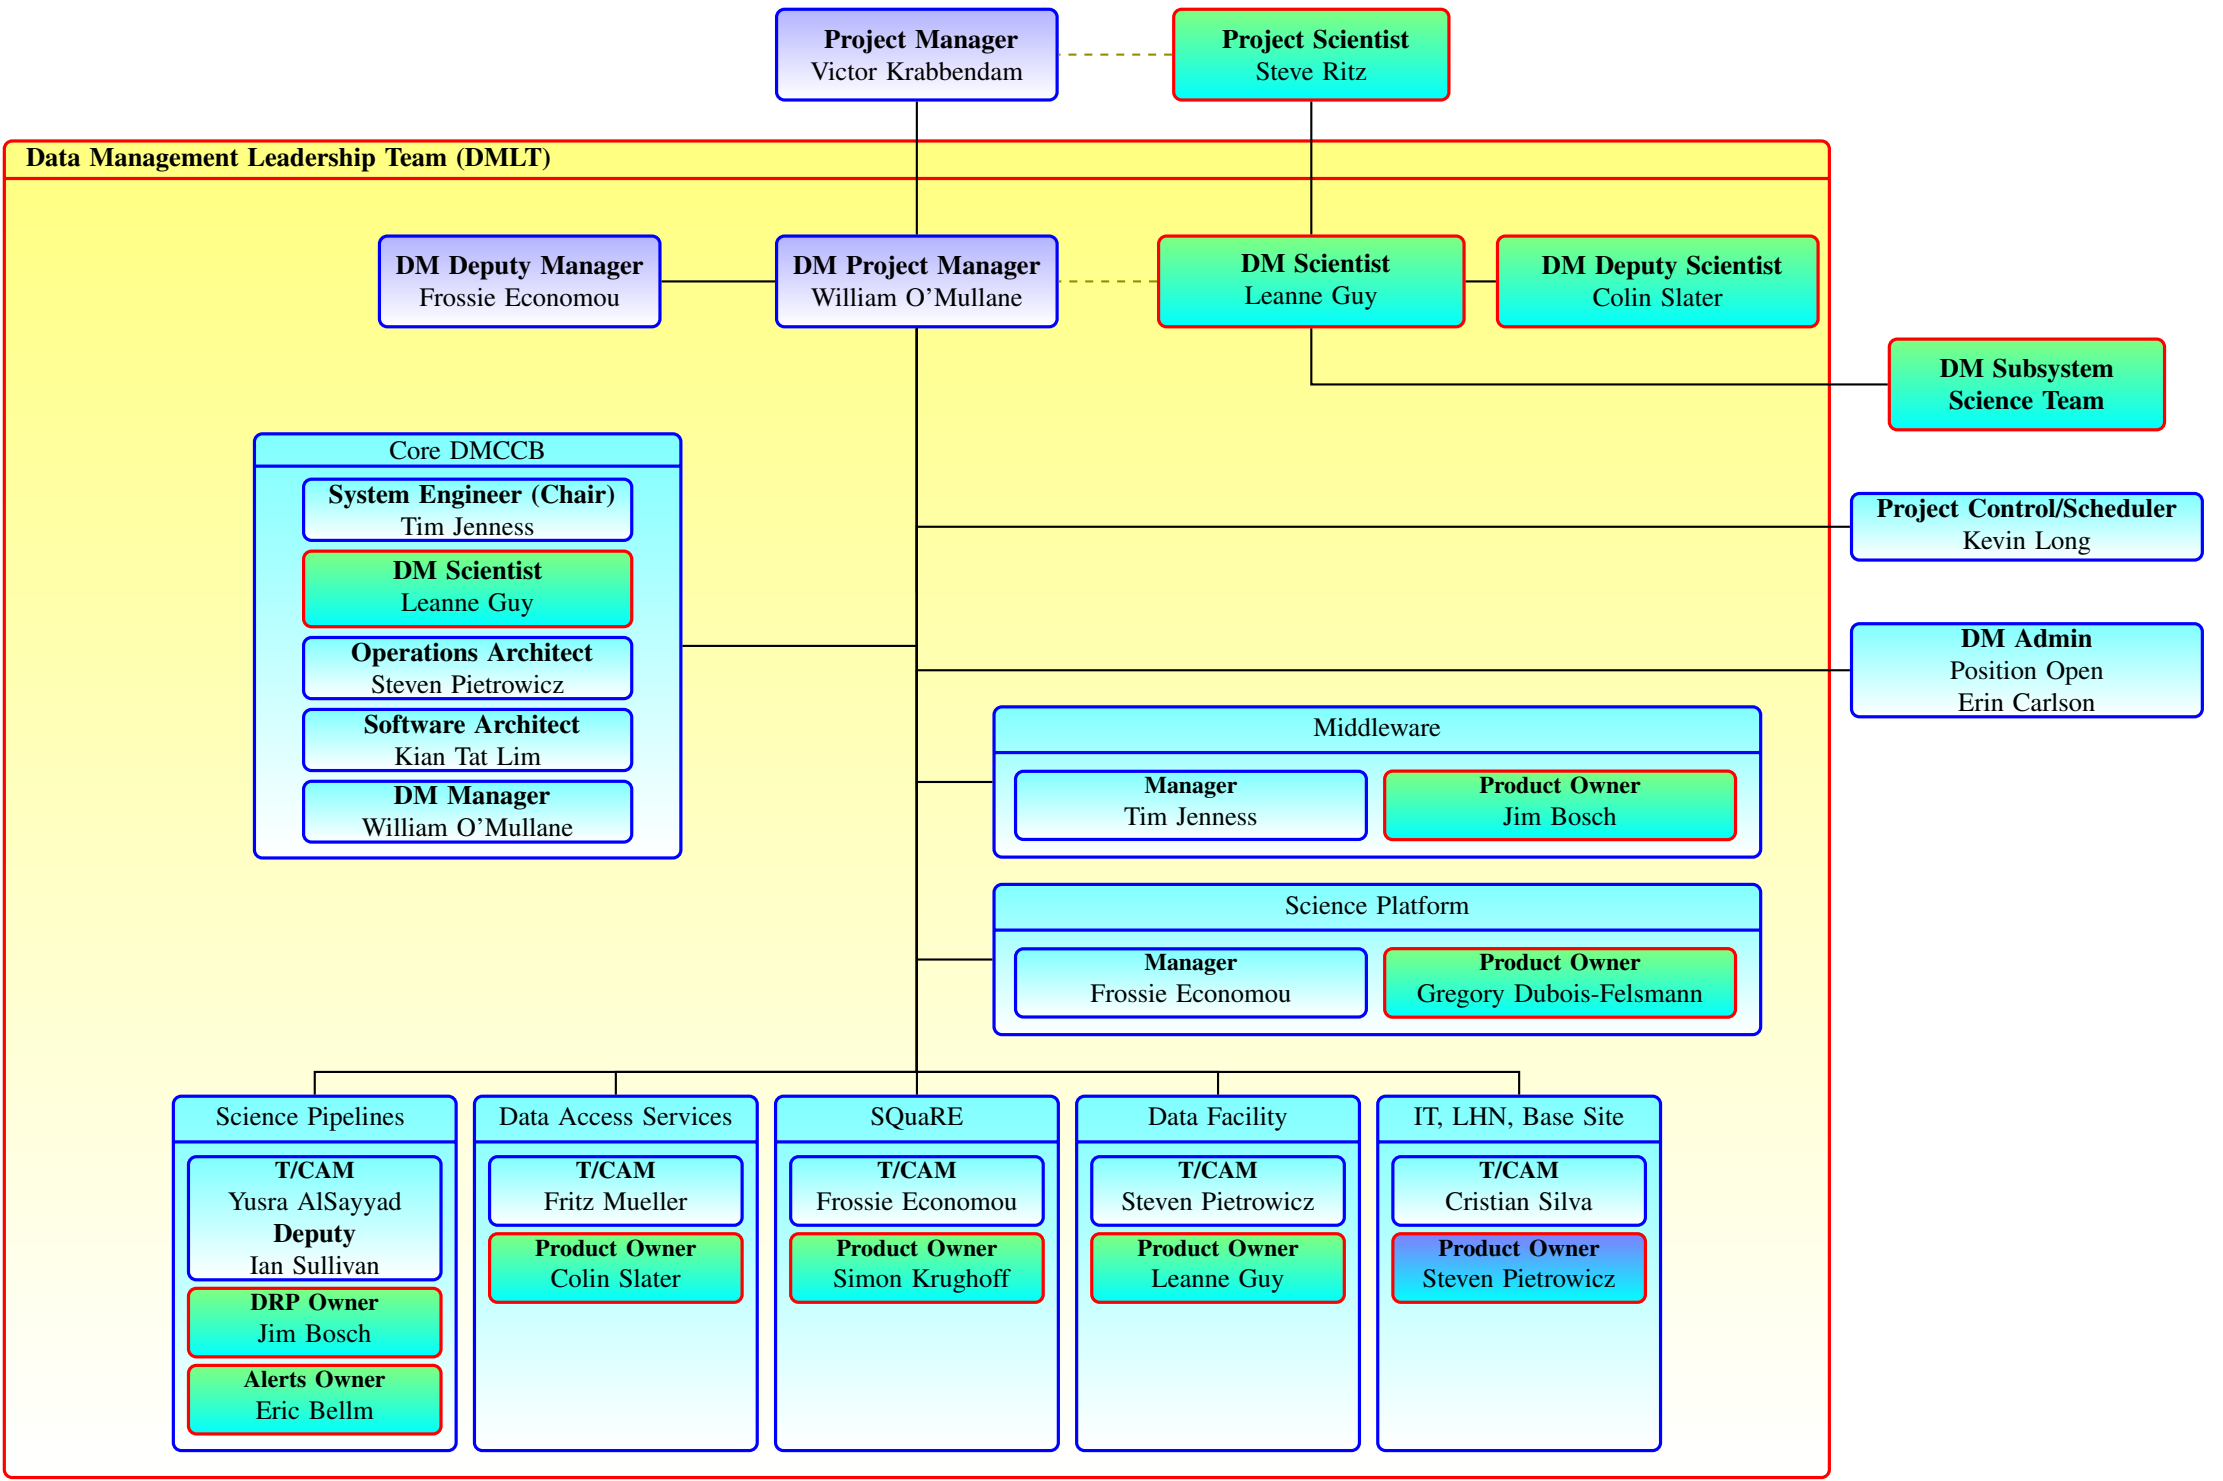 Project Manager
Victor Krabbendam
Project Scientist
Steve Ritz
Data Management Leadership Team (DMLT)
DM Deputy Manager
Frossie Economou
DM Project Manager
William O'Mullane
DM Scientist
Leanne Guy
DM Deputy Scientist
Colin Slater
DM Subsystem
Science Team
Core DMCCB
System Engineer (Chair)
Tim Jenness
DM Scientist
Leanne Guy
Operations Architect
Steven Pietrowicz
Software Architect
Kian Tat Lim
DM Manager
William O'Mullane
Project Control/Scheduler
Kevin Long
DM Admin
Position Open
Erin Carlson
Middleware
Manager
Tim Jenness
Product Owner
Jim Bosch
Science Platform
Manager
Frossie Economou
Product Owner
Gregory Dubois-Felsmann
Science Pipelines
T/CAM
Yusra AlSayyad
Deputy
Ian Sullivan
DRP Owner
Jim Bosch
Alerts Owner
Eric Bellm
Data Access Services
T/CAM
Fritz Mueller
Product Owner
Colin Slater
SQuaRE
T/CAM
Frossie Economou
Product Owner
Simon Krughoff
Data Facility
T/CAM
Steven Pietrowicz
Product Owner
Leanne Guy
IT, LHN, Base Site
T/CAM
Cristian Silva
Product Owner
Steven Pietrowicz